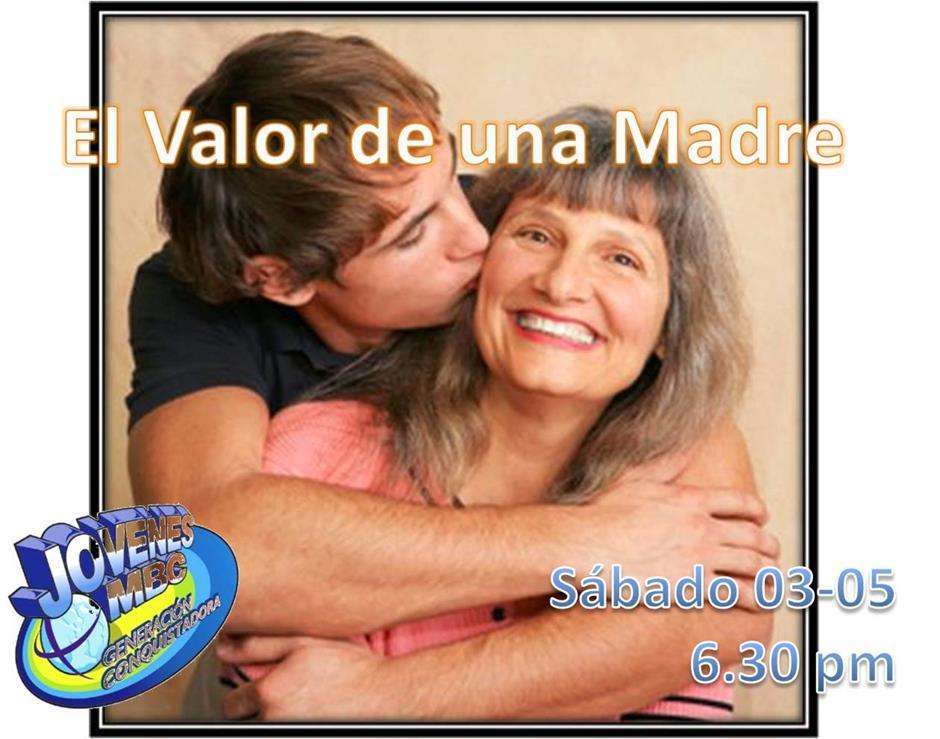 El Valor de una Madre
JOVENES
MBC
GENERACIÓN
CONQUISTADORA
Sábado 03-05
6.30 pm